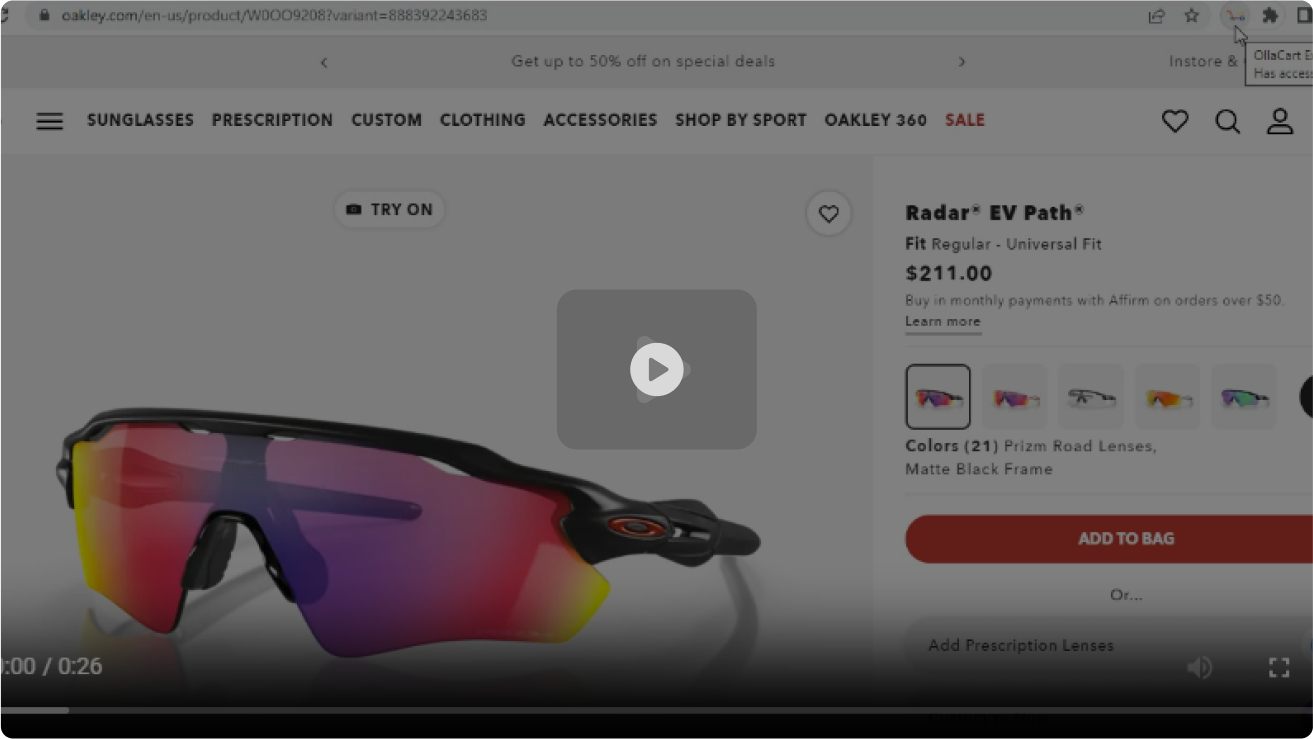 oakley.com/en-us/product/W0OO9208?variant=888392243683
OllaCart
Has access
Get up to 50% off on special deals
Instore &
SUNGLASSES PRESCRIPTION CUSTOM CLOTHING ACCESSORIES SHOP BY SPORT OAKLEY 360 SALE
TRY ON
Radar® EV Path®
Fit Regular - Universal Fit
$211.00
Buy in monthly payments with Affirm on orders over $50.
Learn more
Colors (21) Prizm Road Lenses,
Matte Black Frame
ADD TO BAG
Or...
Add Prescription Lenses
0:00 / 0:26